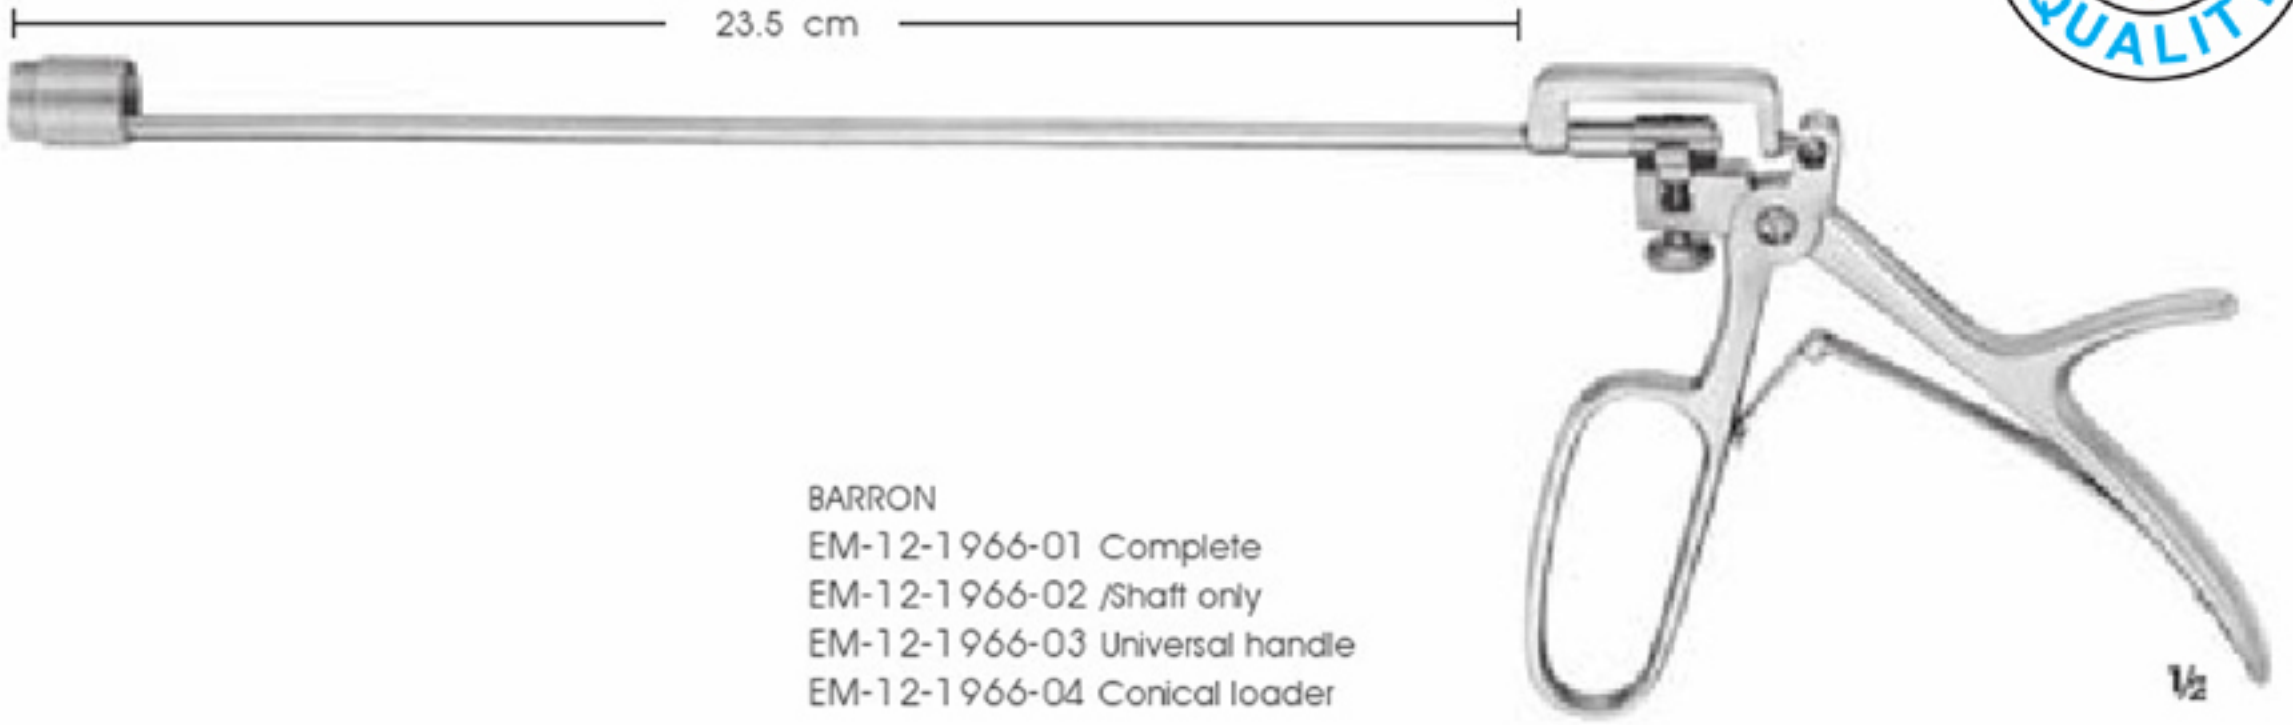 23.5 cm
QUALIT
BARRON
EM-12-1966-01 Complete
EM-12-1966-02 /Shaft only
EM-12-1966-03 Universal handle
EM-12-1966-04 Conical loader
1/2